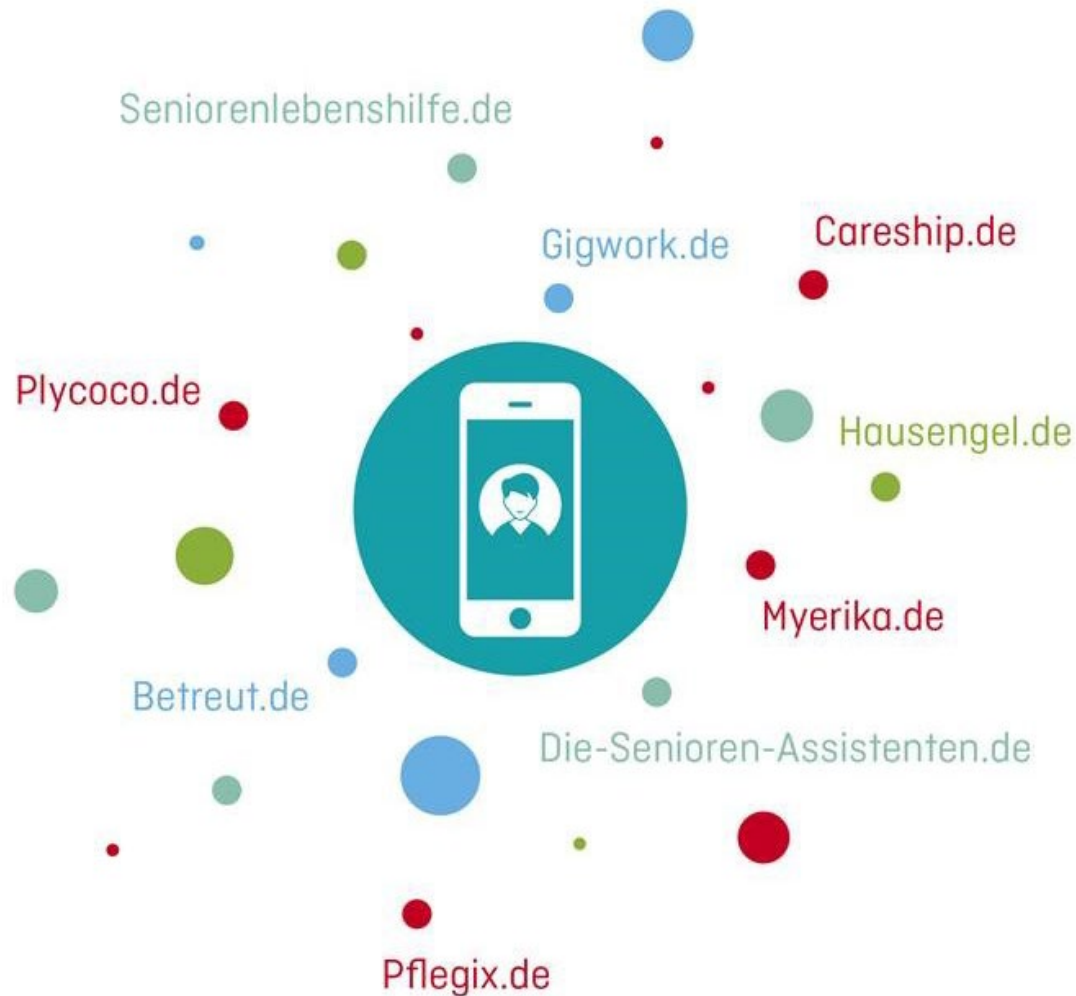 Seniorenlebenshilfe.de
Careship.de
Gigwork.de
Plycoco.de
Hausengel.de
Myerika.de
Betreut.de
Die-Senioren-Assistenten.de
Pflegix.de